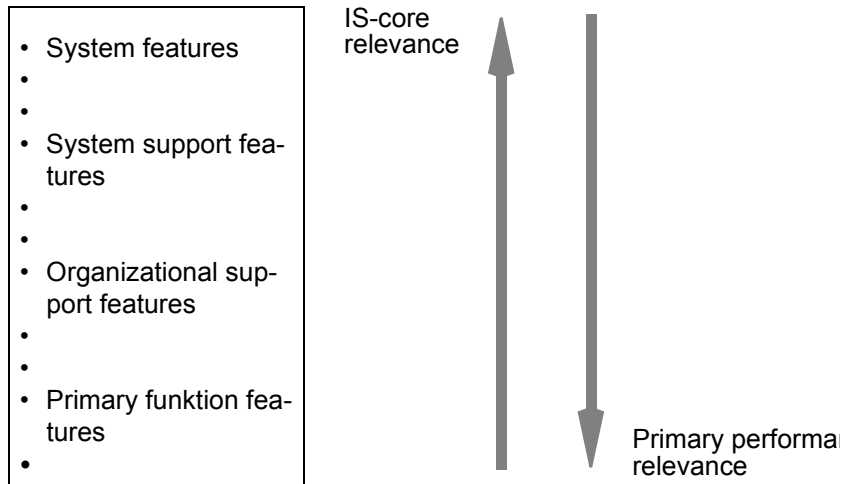 IS-core
relevance
• System features
•
•
• System support fea-
tures
•
•
• Organizational sup-
port features
•
•
• Primary funktion fea-
tures
•
Primary performa
relevance